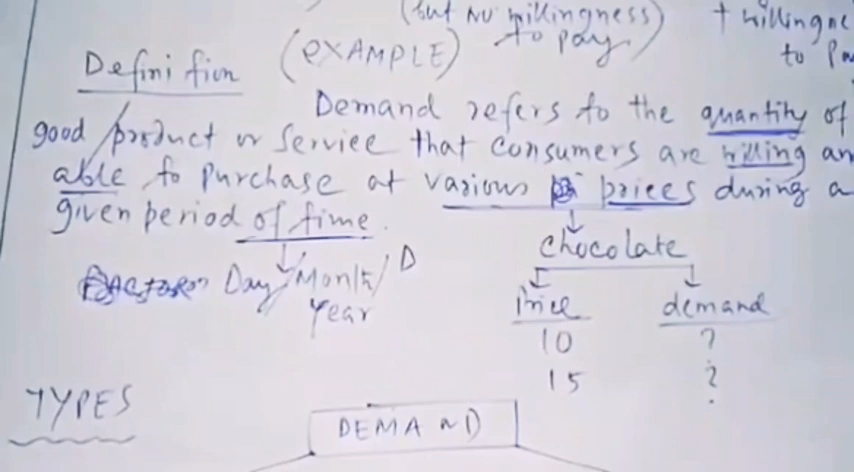 (but NO willingness) + willingne
to pay to Pa
Definition (EXAMPLE)
Demand refers to the quantity of
good/product or Service that consumers are willing an
able to purchase at various prices during a
given period of time.
chocolate
Day/Month/ D
Year
Price demand
10 ?
15 ?
TYPES
DEMAND